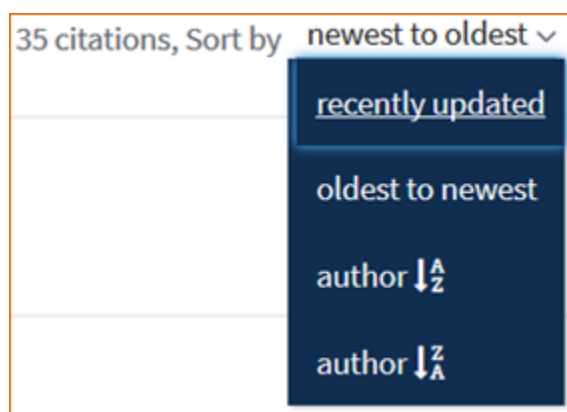 35 citations, Sort by newest to oldest
recently updated
oldest to newest
author ↓A Z
author ↓Z A